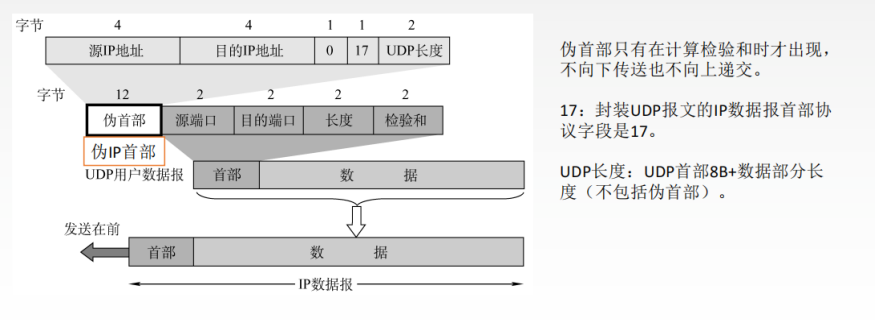 字节 4 4 1 1 2
源IP地址 目的IP地址 0 17 UDP长度
字节 12 2 2 2 2
伪首部 源端口 目的端口 长度 检验和
伪IP首部
UDP用户数据报 首部 数 据
发送在前
首部 数 据
IP数据报
伪首部只有在计算检验和时才出现，
不向下传送也不向上递交。
17：封装UDP报文的IP数据报首部协
议字段是17。
UDP长度：UDP首部8B+数据部分长
度（不包括伪首部）。